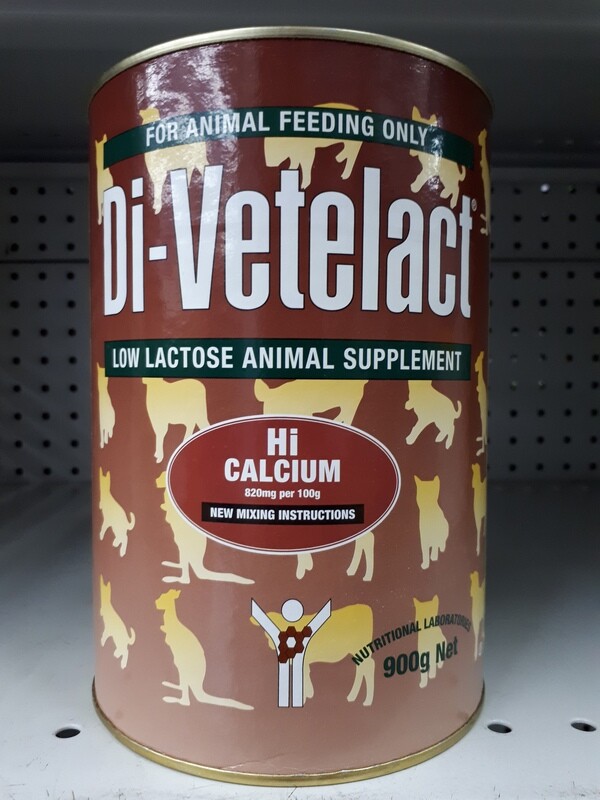 FOR ANIMAL FEEDING ONLY
Di-Vetelact®
LOW LACTOSE ANIMAL SUPPLEMENT
Hi
CALCIUM
820mg per 100g
NEW MIXING INSTRUCTIONS
NUTRITIONAL LABORATORIES
900g Net